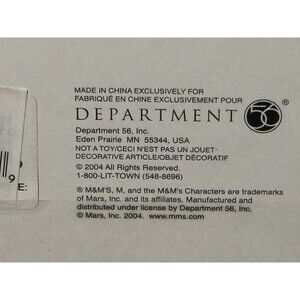 MADE IN CHINA EXCLUSIVELY FOR
FABRIQUÉ EN CHINE EXCLUSIVEMENT POUR
DEPARTMENT 56®
Department 56, Inc.
Eden Prairie MN 55344, USA
NOT A TOY/CECI N'EST PAS UN JOUET
DECORATIVE ARTICLE/OBJET DÉCORATIF
© 2004 All Rights Reserved.
1-800-LIT-TOWN (548-8696)
® M&M'S, M, and the M&M's Characters are trademarks
of Mars, Inc. and its affiliates. Manufactured and
distributed under license by Department 56, Inc.
© Mars, Inc. 2004. www.mms.com
9
E: